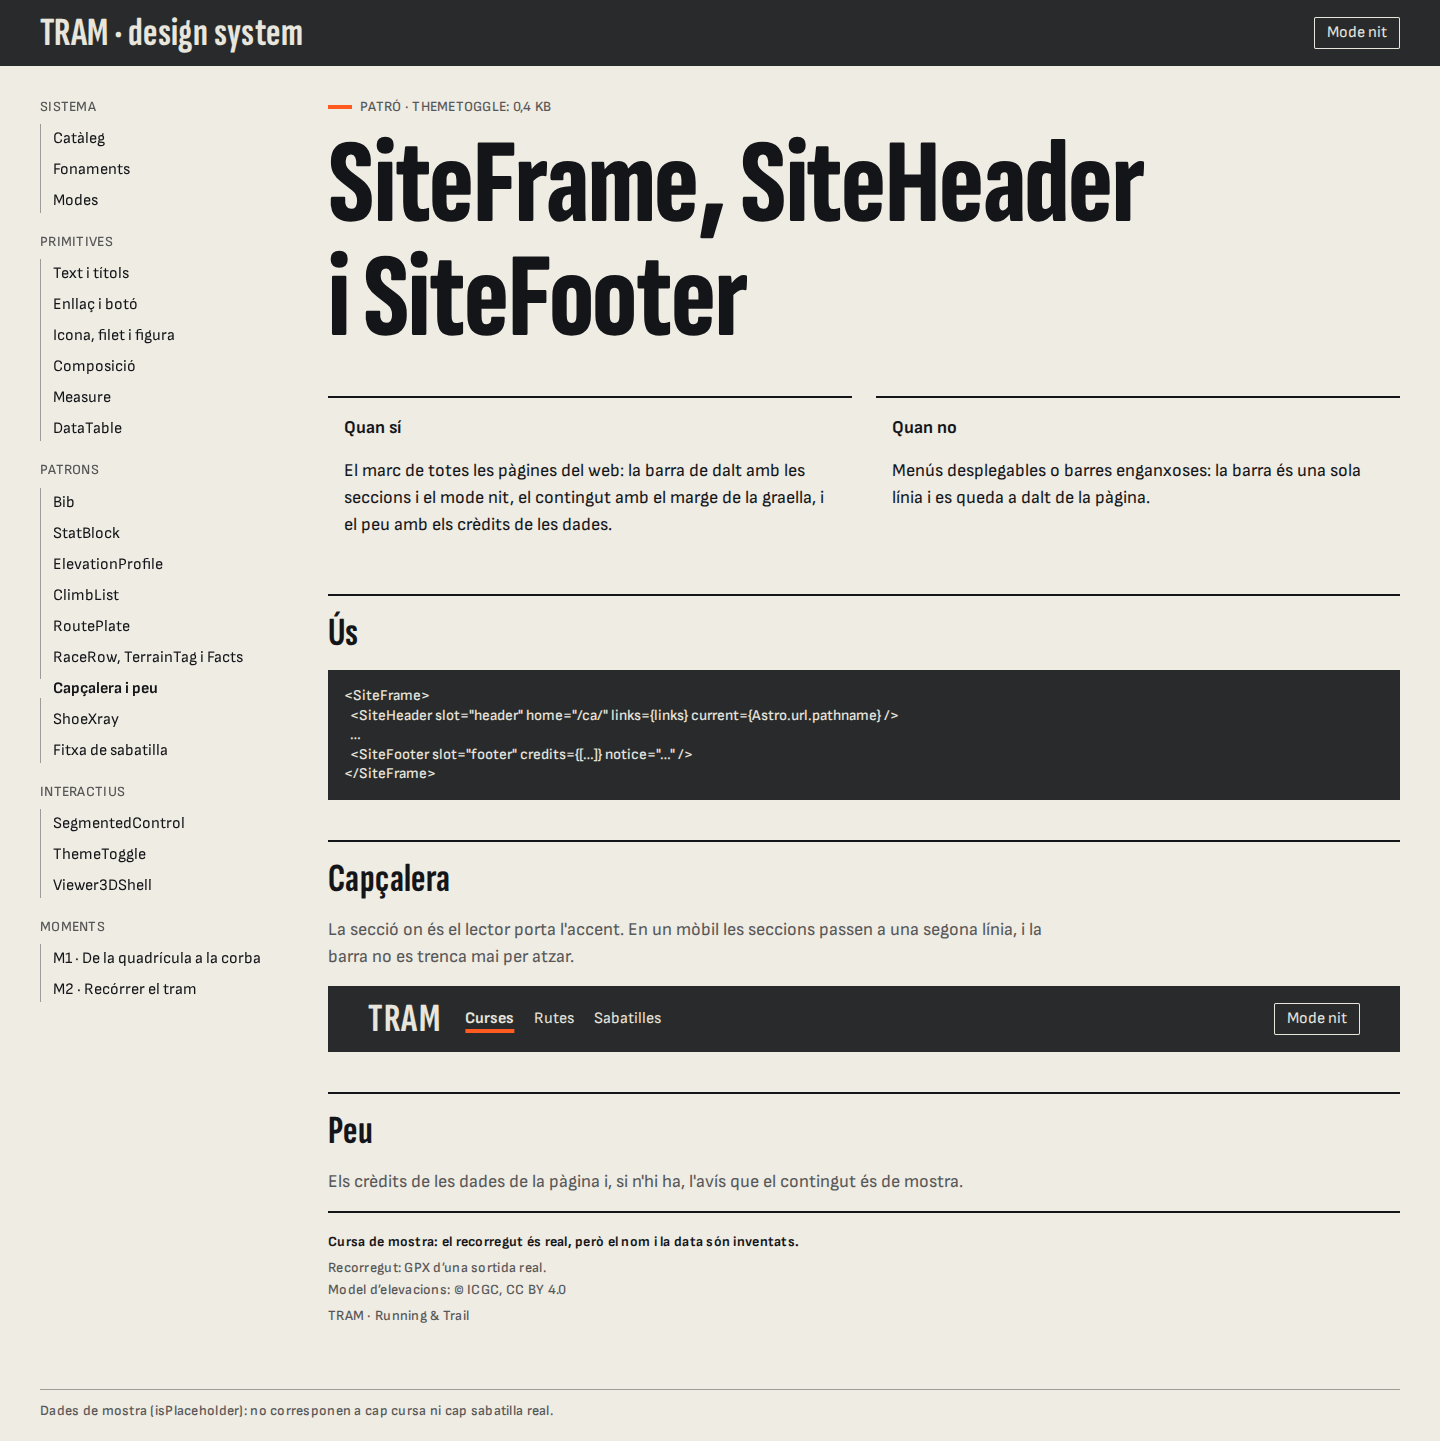 TRAM · design system
Mode nit
SISTEMA
Catàleg
Fonaments
Modes
PRIMITIVES
Text i títols
Enllaç i botó
Icona, filet i figura
Composició
Measure
DataTable
PATRONS
Bib
StatBlock
ElevationProfile
ClimbList
RoutePlate
RaceRow, TerrainTag i Facts
Capçalera i peu
ShoeXray
Fitxa de sabatilla
INTERACTIUS
SegmentedControl
ThemeToggle
Viewer3DShell
MOMENTS
M1 · De la quadrícula a la corba
M2 · Recórrer el tram
PATRÓ · THEMETOGGLE: 0,4 KB
SiteFrame, SiteHeader
i SiteFooter
Quan sí
El marc de totes les pàgines del web: la barra de dalt amb les
seccions i el mode nit, el contingut amb el marge de la graella, i
el peu amb els crèdits de les dades.
Quan no
Menús desplegables o barres enganxoses: la barra és una sola
línia i es queda a dalt de la pàgina.
Ús
<SiteFrame>
  <SiteHeader slot="header" home="/ca/" links={links} current={Astro.url.pathname} />
  …
  <SiteFooter slot="footer" credits={[…]} notice="…" />
</SiteFrame>
Capçalera
La secció on és el lector porta l'accent. En un mòbil les seccions passen a una segona línia, i la
barra no es trenca mai per atzar.
TRAM Curses Rutes Sabatilles Mode nit
Peu
Els crèdits de les dades de la pàgina i, si n'hi ha, l'avís que el contingut és de mostra.
Cursa de mostra: el recorregut és real, però el nom i la data són inventats.
Recorregut: GPX d'una sortida real.
Model d'elevacions: © ICGC, CC BY 4.0
TRAM · Running & Trail
Dades de mostra (isPlaceholder): no corresponen a cap cursa ni cap sabatilla real.